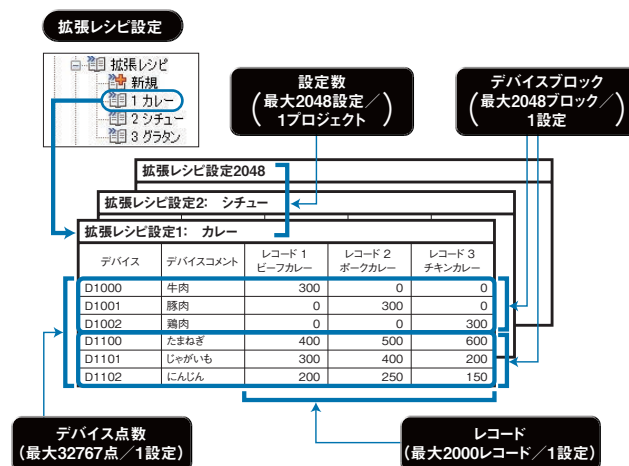 拡張レシピ設定
拡張レシピ
新規
1 カレー
2 シチュー
3 グラタン
設定数
(最大2048設定／
1プロジェクト)
デバイスブロック
(最大2048ブロック／
1設定)
拡張レシピ設定2048
拡張レシピ設定2: シチュー
拡張レシピ設定1: カレー
デバイス デバイスコメント レコード 1 ビーフカレー レコード 2 ポークカレー レコード 3 チキンカレー
D1000 牛肉 300 0 0
D1001 豚肉 0 300 0
D1002 鶏肉 0 0 300
D1100 たまねぎ 400 500 600
D1101 じゃがいも 300 400 200
D1102 にんじん 200 250 150
デバイス点数
(最大32767点／1設定)
レコード
(最大2000レコード／1設定)